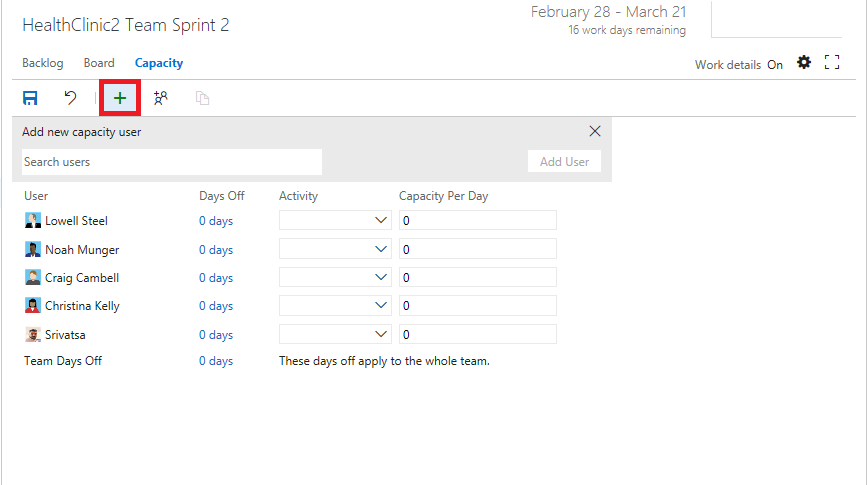 HealthClinic2 Team Sprint 2
February 28 - March 21
16 work days remaining
Backlog Board Capacity
Work details On
Add new capacity user
Search users
Add User
User Days Off Activity Capacity Per Day
Lowell Steel 0 days 0
Noah Munger 0 days 0
Craig Cambell 0 days 0
Christina Kelly 0 days 0
Srivatsa 0 days 0
Team Days Off 0 days These days off apply to the whole team.